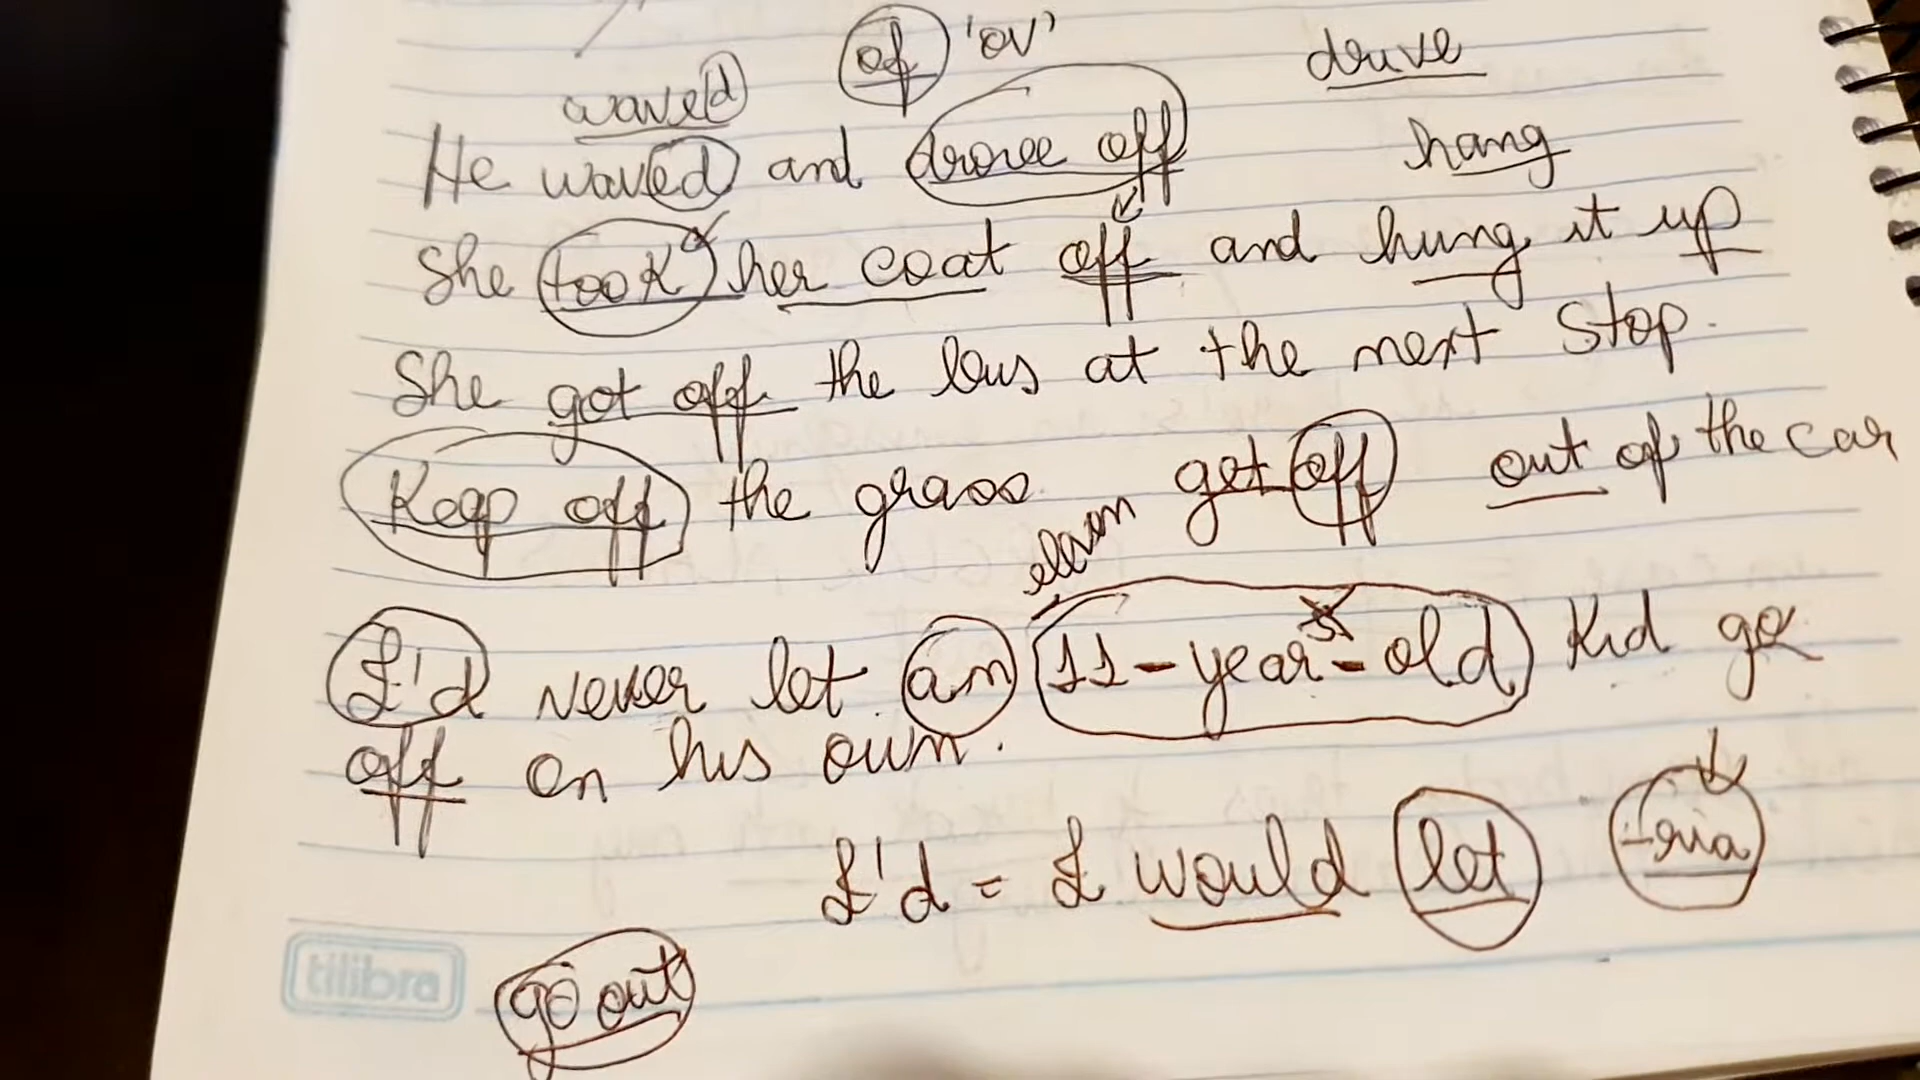 of 'ov'
drive
waved
He waved and drove off
hang
She took her coat off and hung it up
She got off the bus at the next stop.
Keep off the grass.
get off out of the car
I'd never let an 11-year-old kid go
off on his own.
I'd = I would let -ria
go out
tilibra